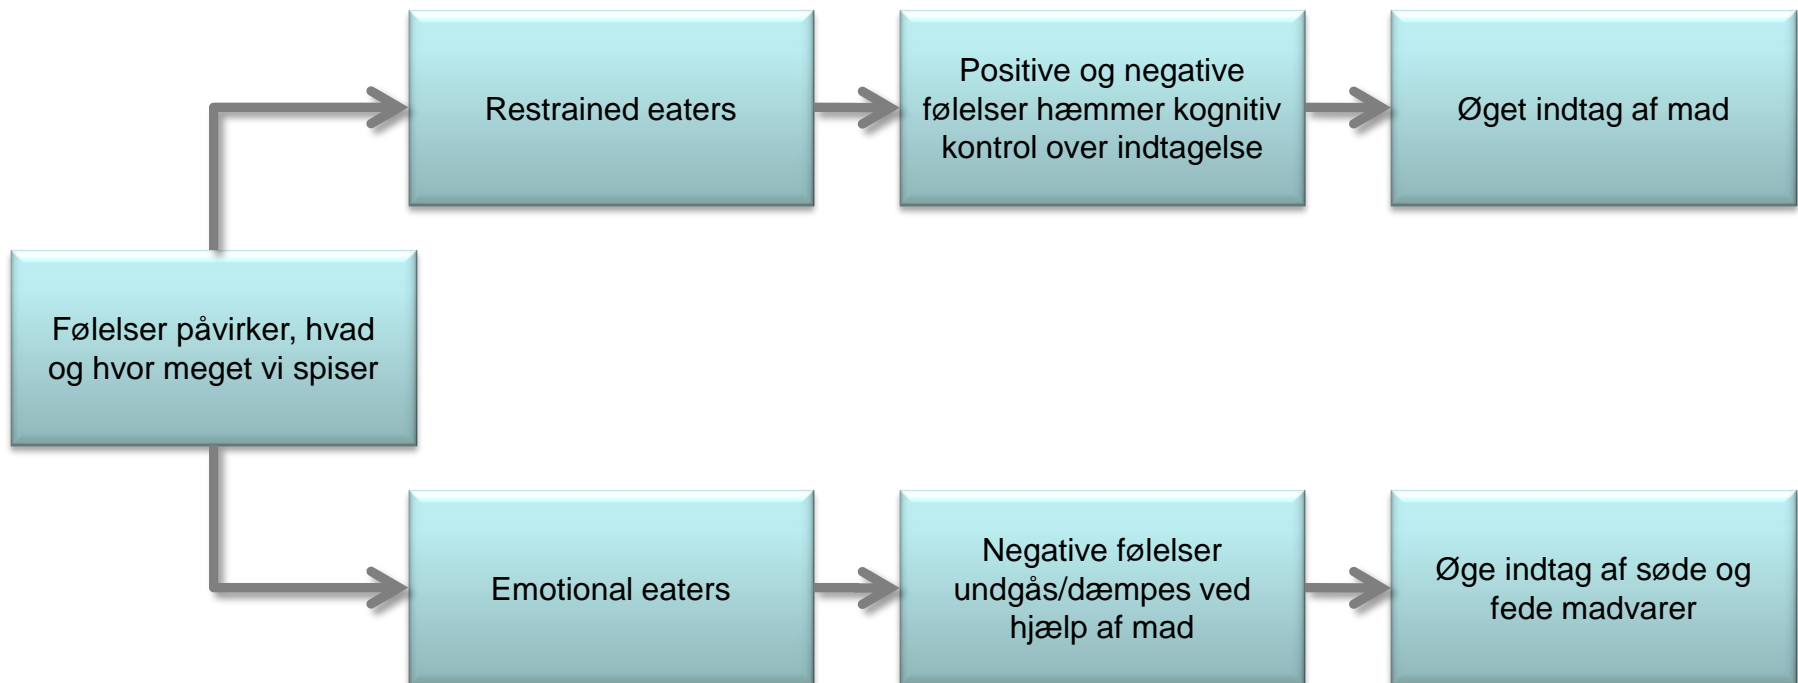 Restrained eaters
Positive og negative
følelser hæmmer kognitiv
kontrol over indtagelse
Øget indtag af mad
Følelser påvirker, hvad
og hvor meget vi spiser
Emotional eaters
Negative følelser
undgås/dæmpes ved
hjælp af mad
Øge indtag af søde og
fede madvarer